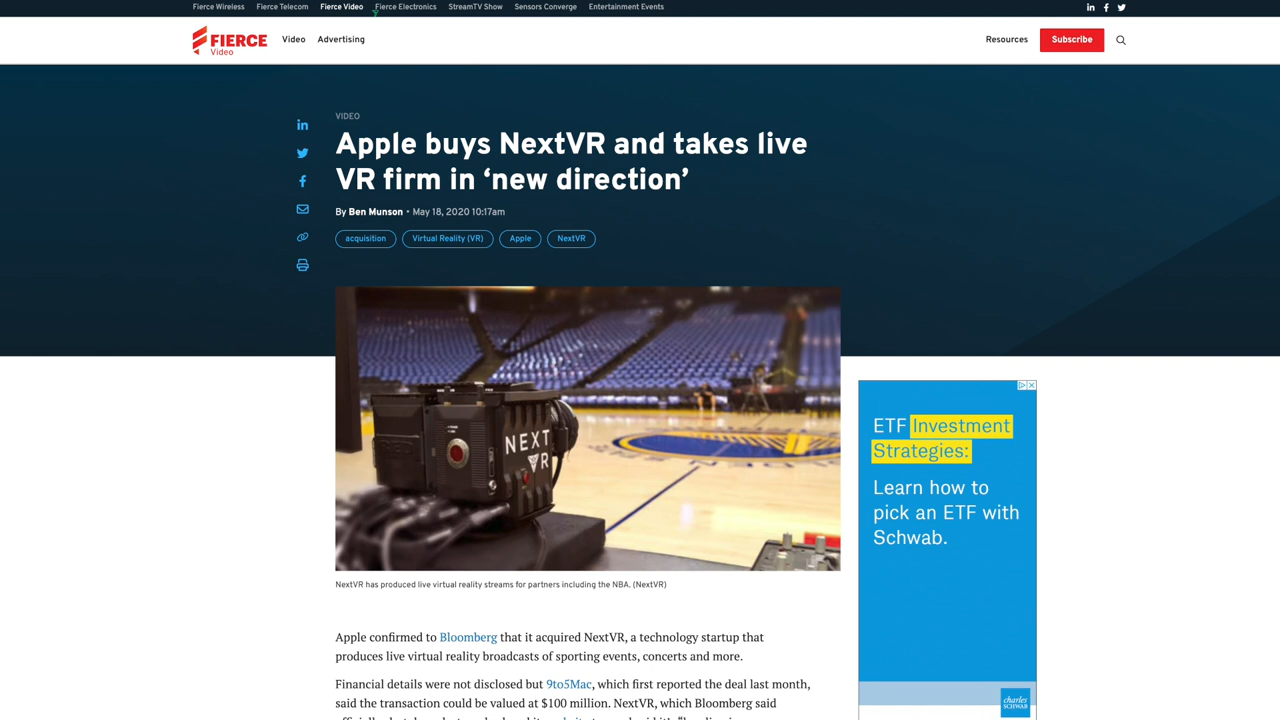 Fierce Wireless Fierce Telecom Fierce Video Fierce Electronics StreamTV Show Sensors Converge Entertainment Events
FIERCE
Video
Video Advertising
Resources Subscribe
VIDEO
Apple buys NextVR and takes live
VR firm in ‘new direction’
By Ben Munson • May 18, 2020 10:17am
acquisition Virtual Reality (VR) Apple NextVR
NEXT
VR
NextVR has produced live virtual reality streams for partners including the NBA. (NextVR)
Apple confirmed to Bloomberg that it acquired NextVR, a technology startup that
produces live virtual reality broadcasts of sporting events, concerts and more.
Financial details were not disclosed but 9to5Mac, which first reported the deal last month,
said the transaction could be valued at $100 million. NextVR, which Bloomberg said
ETF Investment
Strategies:
Learn how to
pick an ETF with
Schwab.
charles
SCHWAB